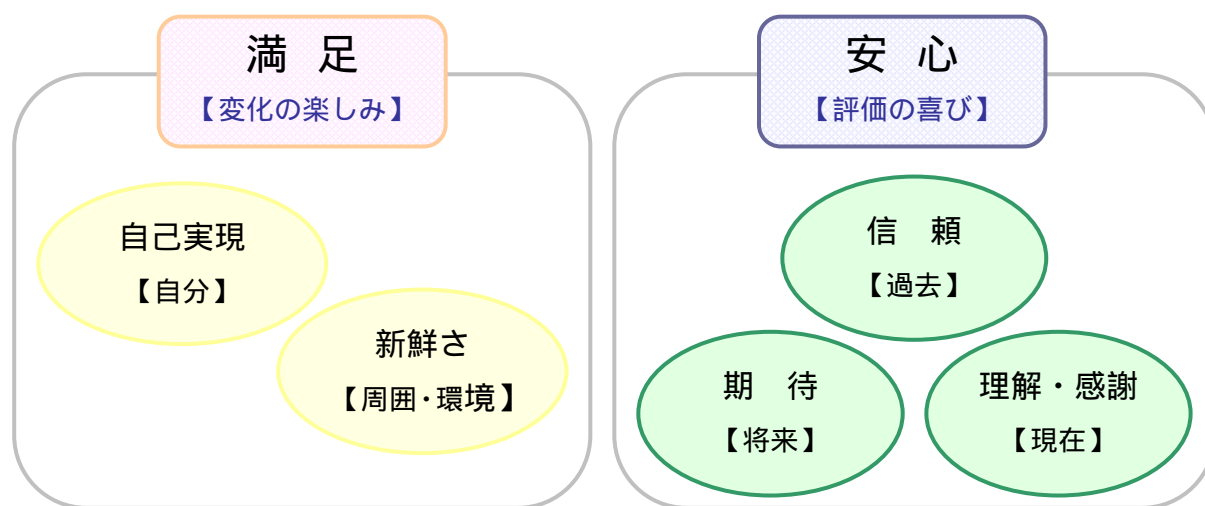 満 足
【変化の楽しみ】
自己実現
【自分】
新鮮さ
【周囲・環境】
安 心
【評価の喜び】
信 頼
【過去】
期 待
【将来】
理解・感謝
【現在】